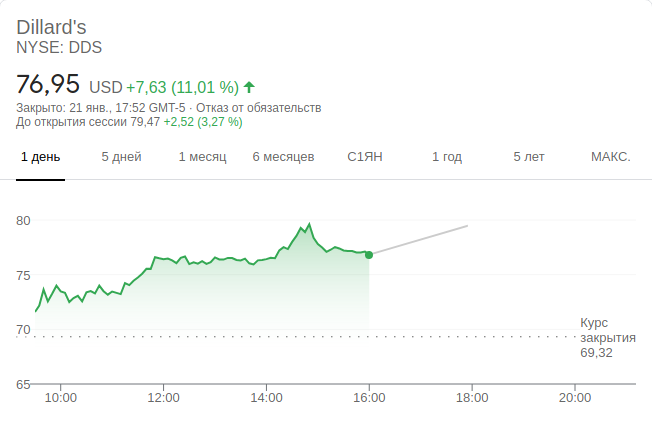 Dillard's
NYSE: DDS
76,95 USD +7,63 (11,01 %)
Закрыто: 21 янв., 17:52 GMT-5 · Отказ от обязательств
До открытия сессии 79,47 +2,52 (3,27 %)
1 день 5 дней 1 месяц 6 месяцев С1ЯН 1 год 5 лет МАКС.
80
75
70
Курс
закрытия
69,32
65
10:00 12:00 14:00 16:00 18:00 20:00